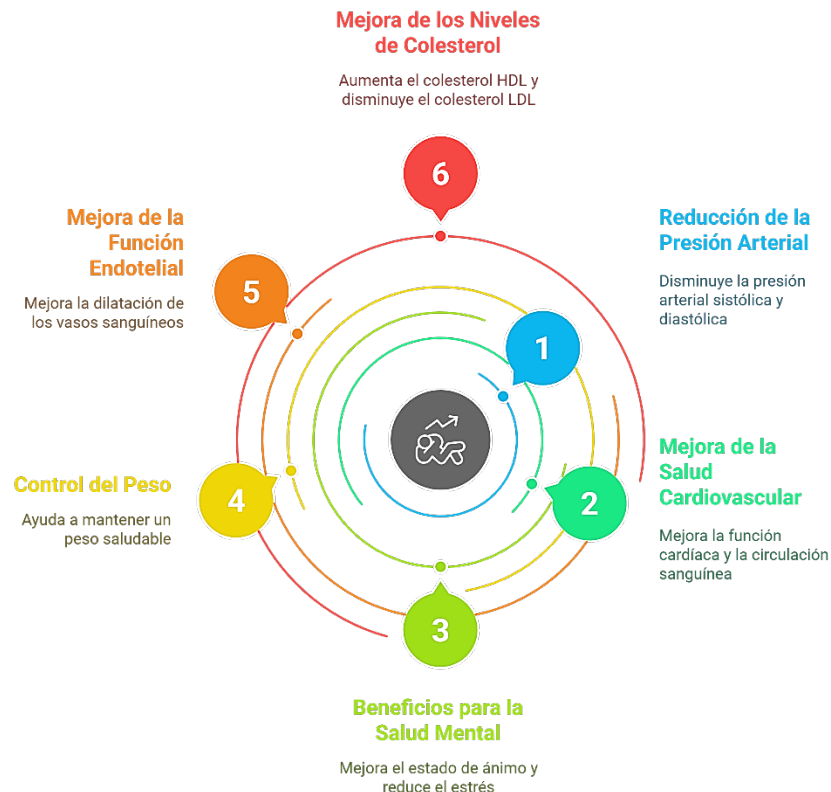 Mejora de los Niveles
de Colesterol
Aumenta el colesterol HDL y
disminuye el colesterol LDL
6
Mejora de la
Función
Endotelial
Mejora la dilatación de
los vasos sanguíneos
5
Reducción de la
Presión Arterial
Disminuye la presión
arterial sistólica y
diastólica
1
Control del Peso
Ayuda a mantener un
peso saludable
4
Mejora de la
Salud
Cardiovascular
Mejora la función
cardíaca y la circulación
sanguínea
2
3
Beneficios para la
Salud Mental
Mejora el estado de ánimo y
reduce el estrés